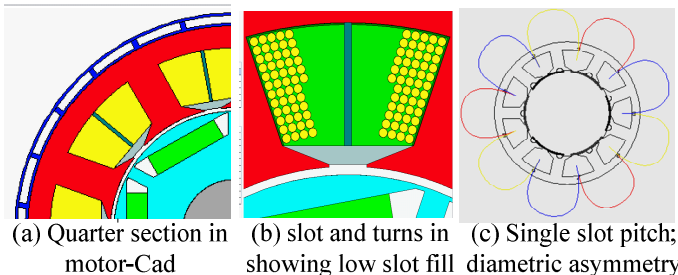 (a) Quarter section in
motor-Cad
(b) slot and turns in
showing low slot fill
(c) Single slot pitch;
diametric asymmetry